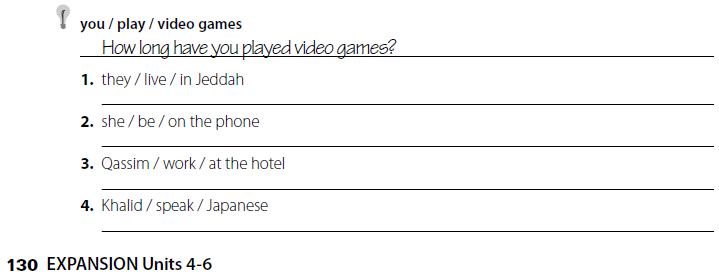 you / play / video games
How long have you played video games?
1. they / live / in Jeddah
2. she / be / on the phone
3. Qassim / work / at the hotel
4. Khalid / speak / Japanese
130 EXPANSION Units 4-6